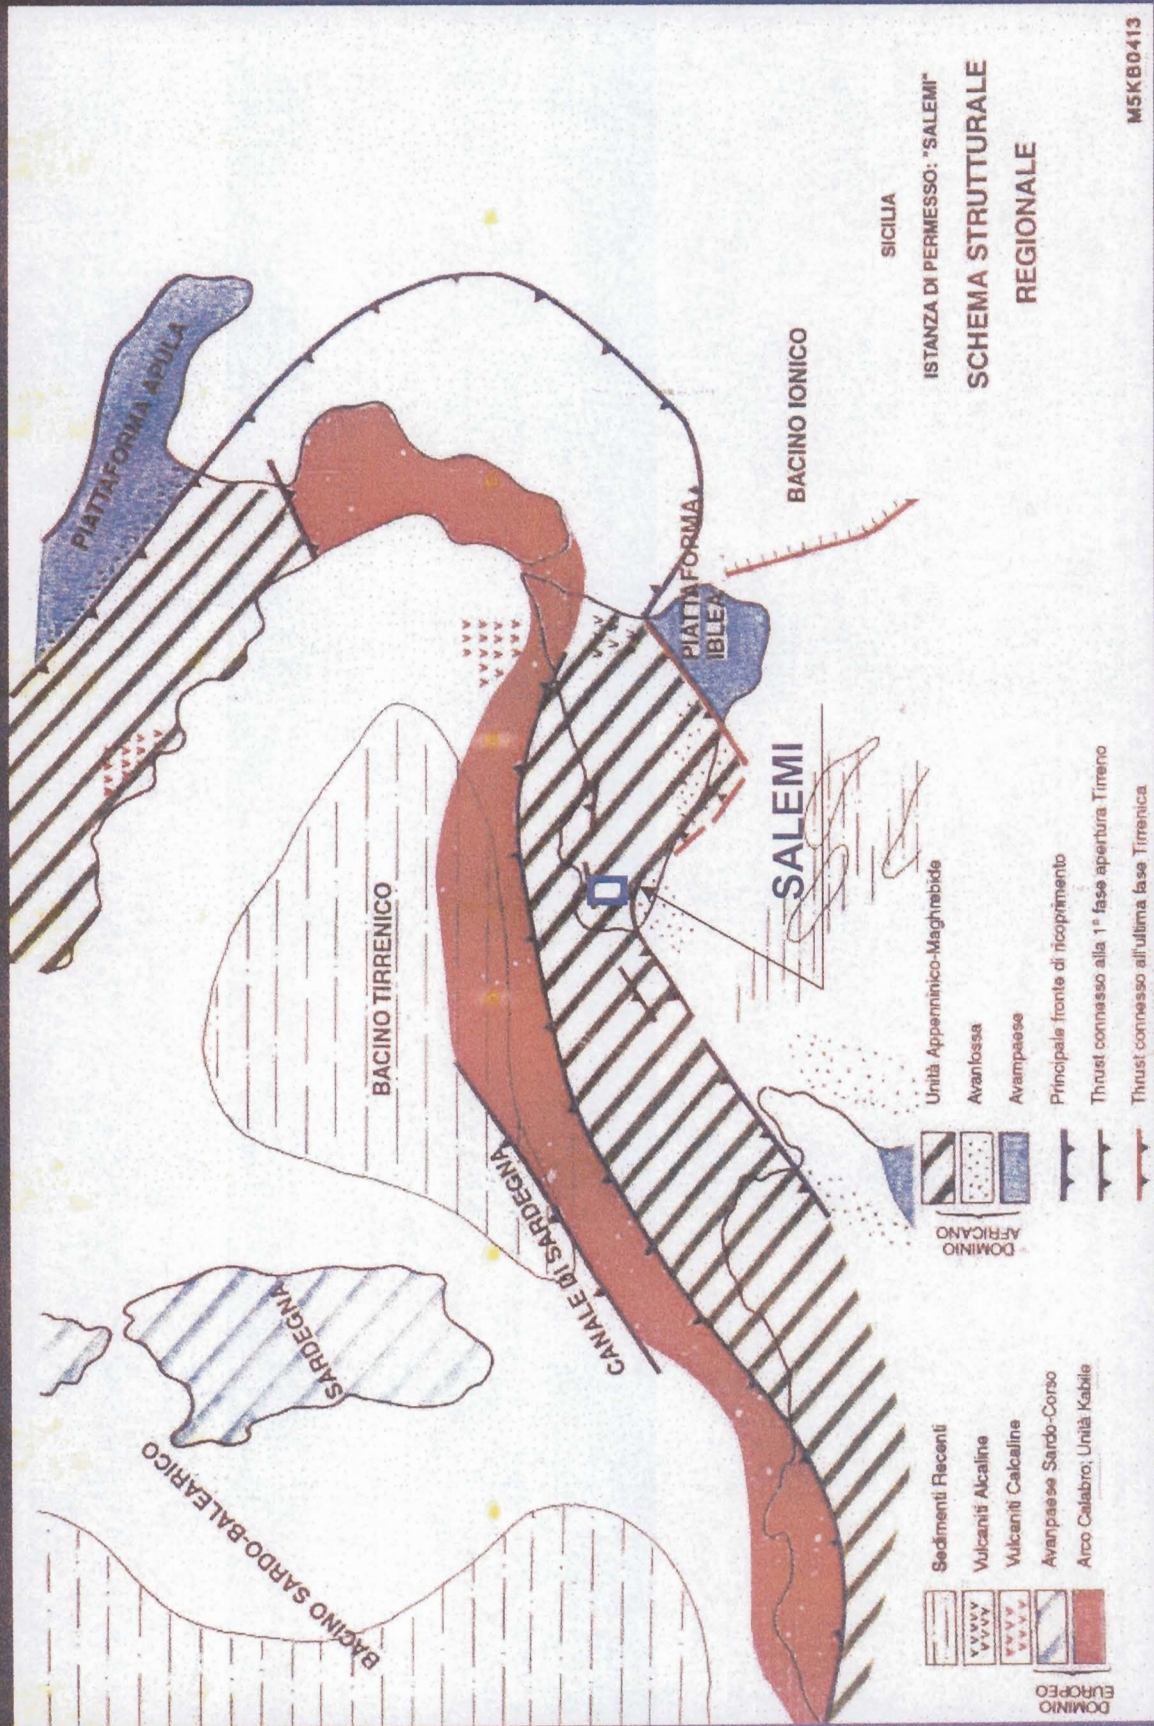 PIATTAFORMA APULA
BACINO TIRRENICO
SARDEGNA
CANALE DI SARDEGNA
BACINO SARDO-BALEARICO
PIATTAFORMA
IBLEA
BACINO IONICO
SALEMI
SICILIA
ISTANZA DI PERMESSO: "SALEMI"
SCHEMA STRUTTURALE
REGIONALE
M5KB0413
DOMINIO
EUROPEO
Sedimenti Recenti
Vulcaniti Alcaline
Vulcaniti Calcaline
Avanpaese Sardo-Corso
Arco Calabro; Unità Kabile
DOMINIO
AFRICANO
Unità Appenninico-Maghrebide
Avanfossa
Avampaese
Principale fronte di ricoprimento
Thrust connesso alla 1ª fase apertura Tirreno
Thrust connesso all'ultima fase Tirrenica